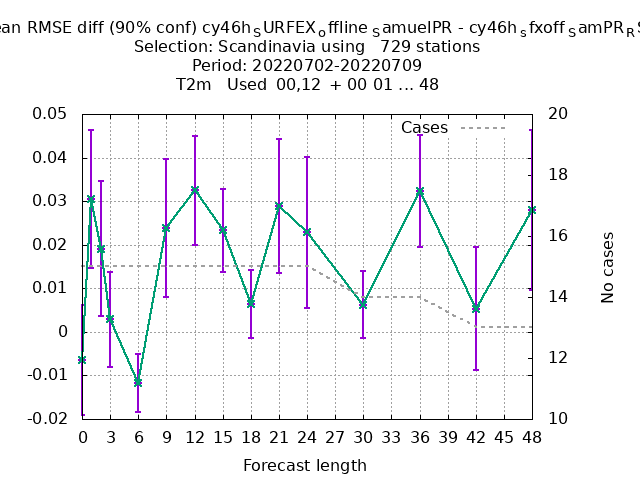 ean RMSE diff (90% conf) cy46h_SURFEX_offline_SamuelPR - cy46h_sfxoff_SamPR_RS
Selection: Scandinavia using 729 stations
Period: 20220702-20220709
T2m Used 00,12 + 00 01 ... 48
Cases
0.05
0.04
0.03
0.02
0.01
0
-0.01
-0.02
20
18
16
14
12
10
No cases
0 3 6 9 12 15 18 21 24 27 30 33 36 39 42 45 48
Forecast length